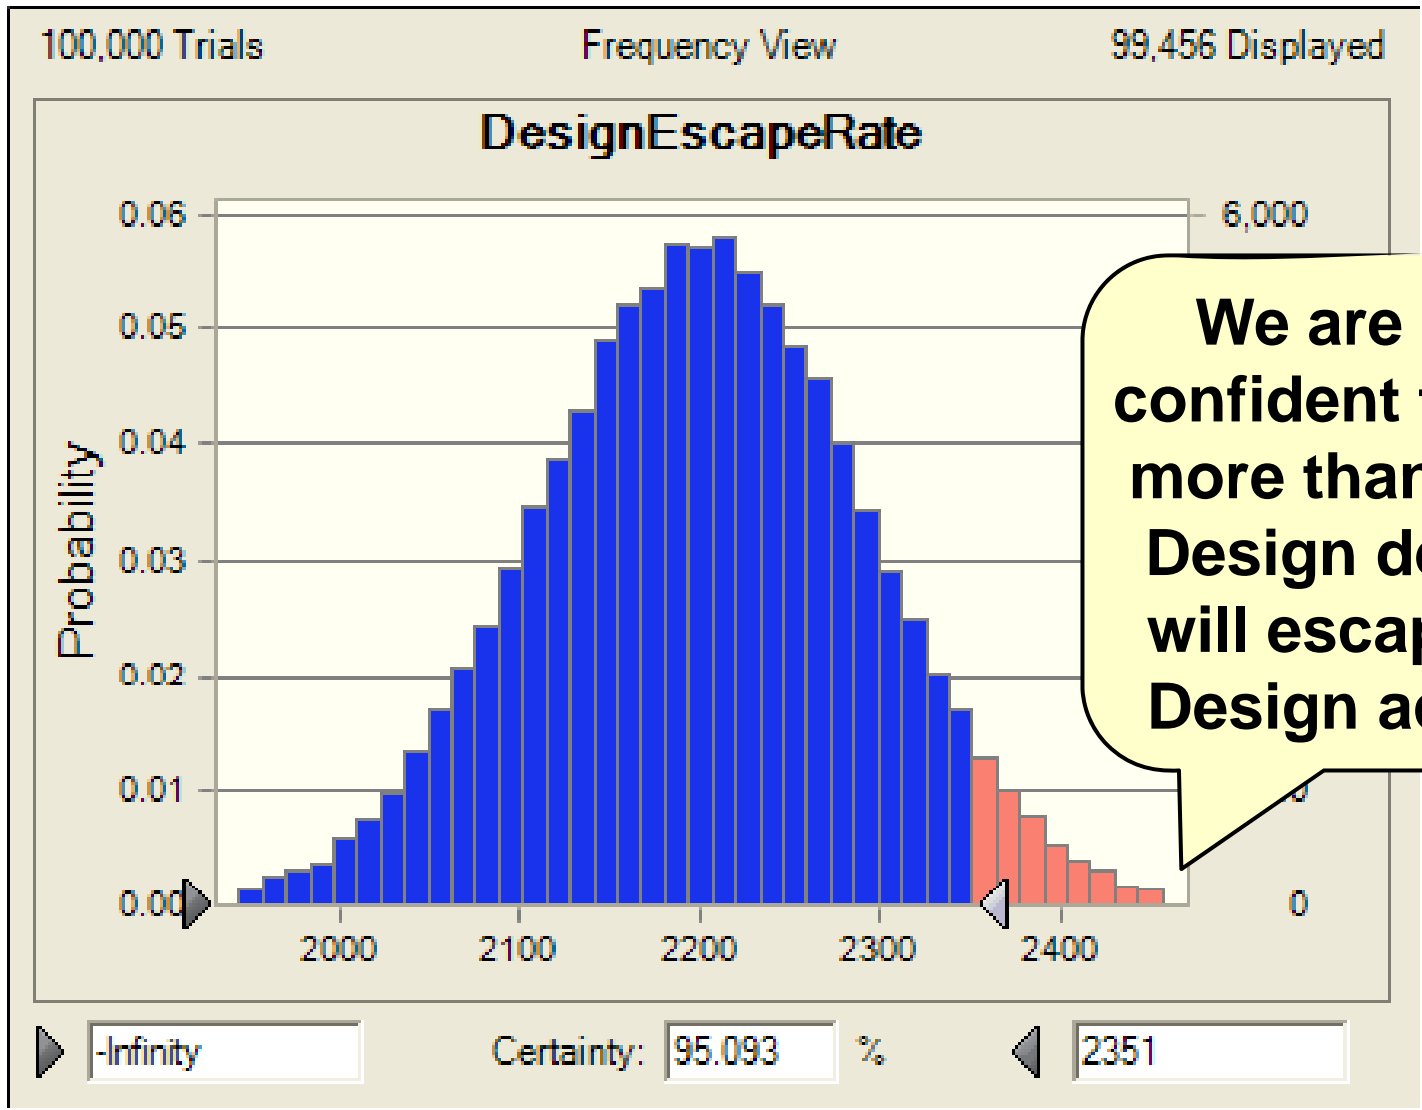 100,000 Trials Frequency View 99,456 Displayed
DesignEscapeRate
0.06 6,000
0.05
0.04
0.03
0.02
0.01
0.00 0
Probability
We are
confident
more than
Design
will
Design
2000 2100 2200 2300 2400
-Infinity Certainty: 95.093 % 2351